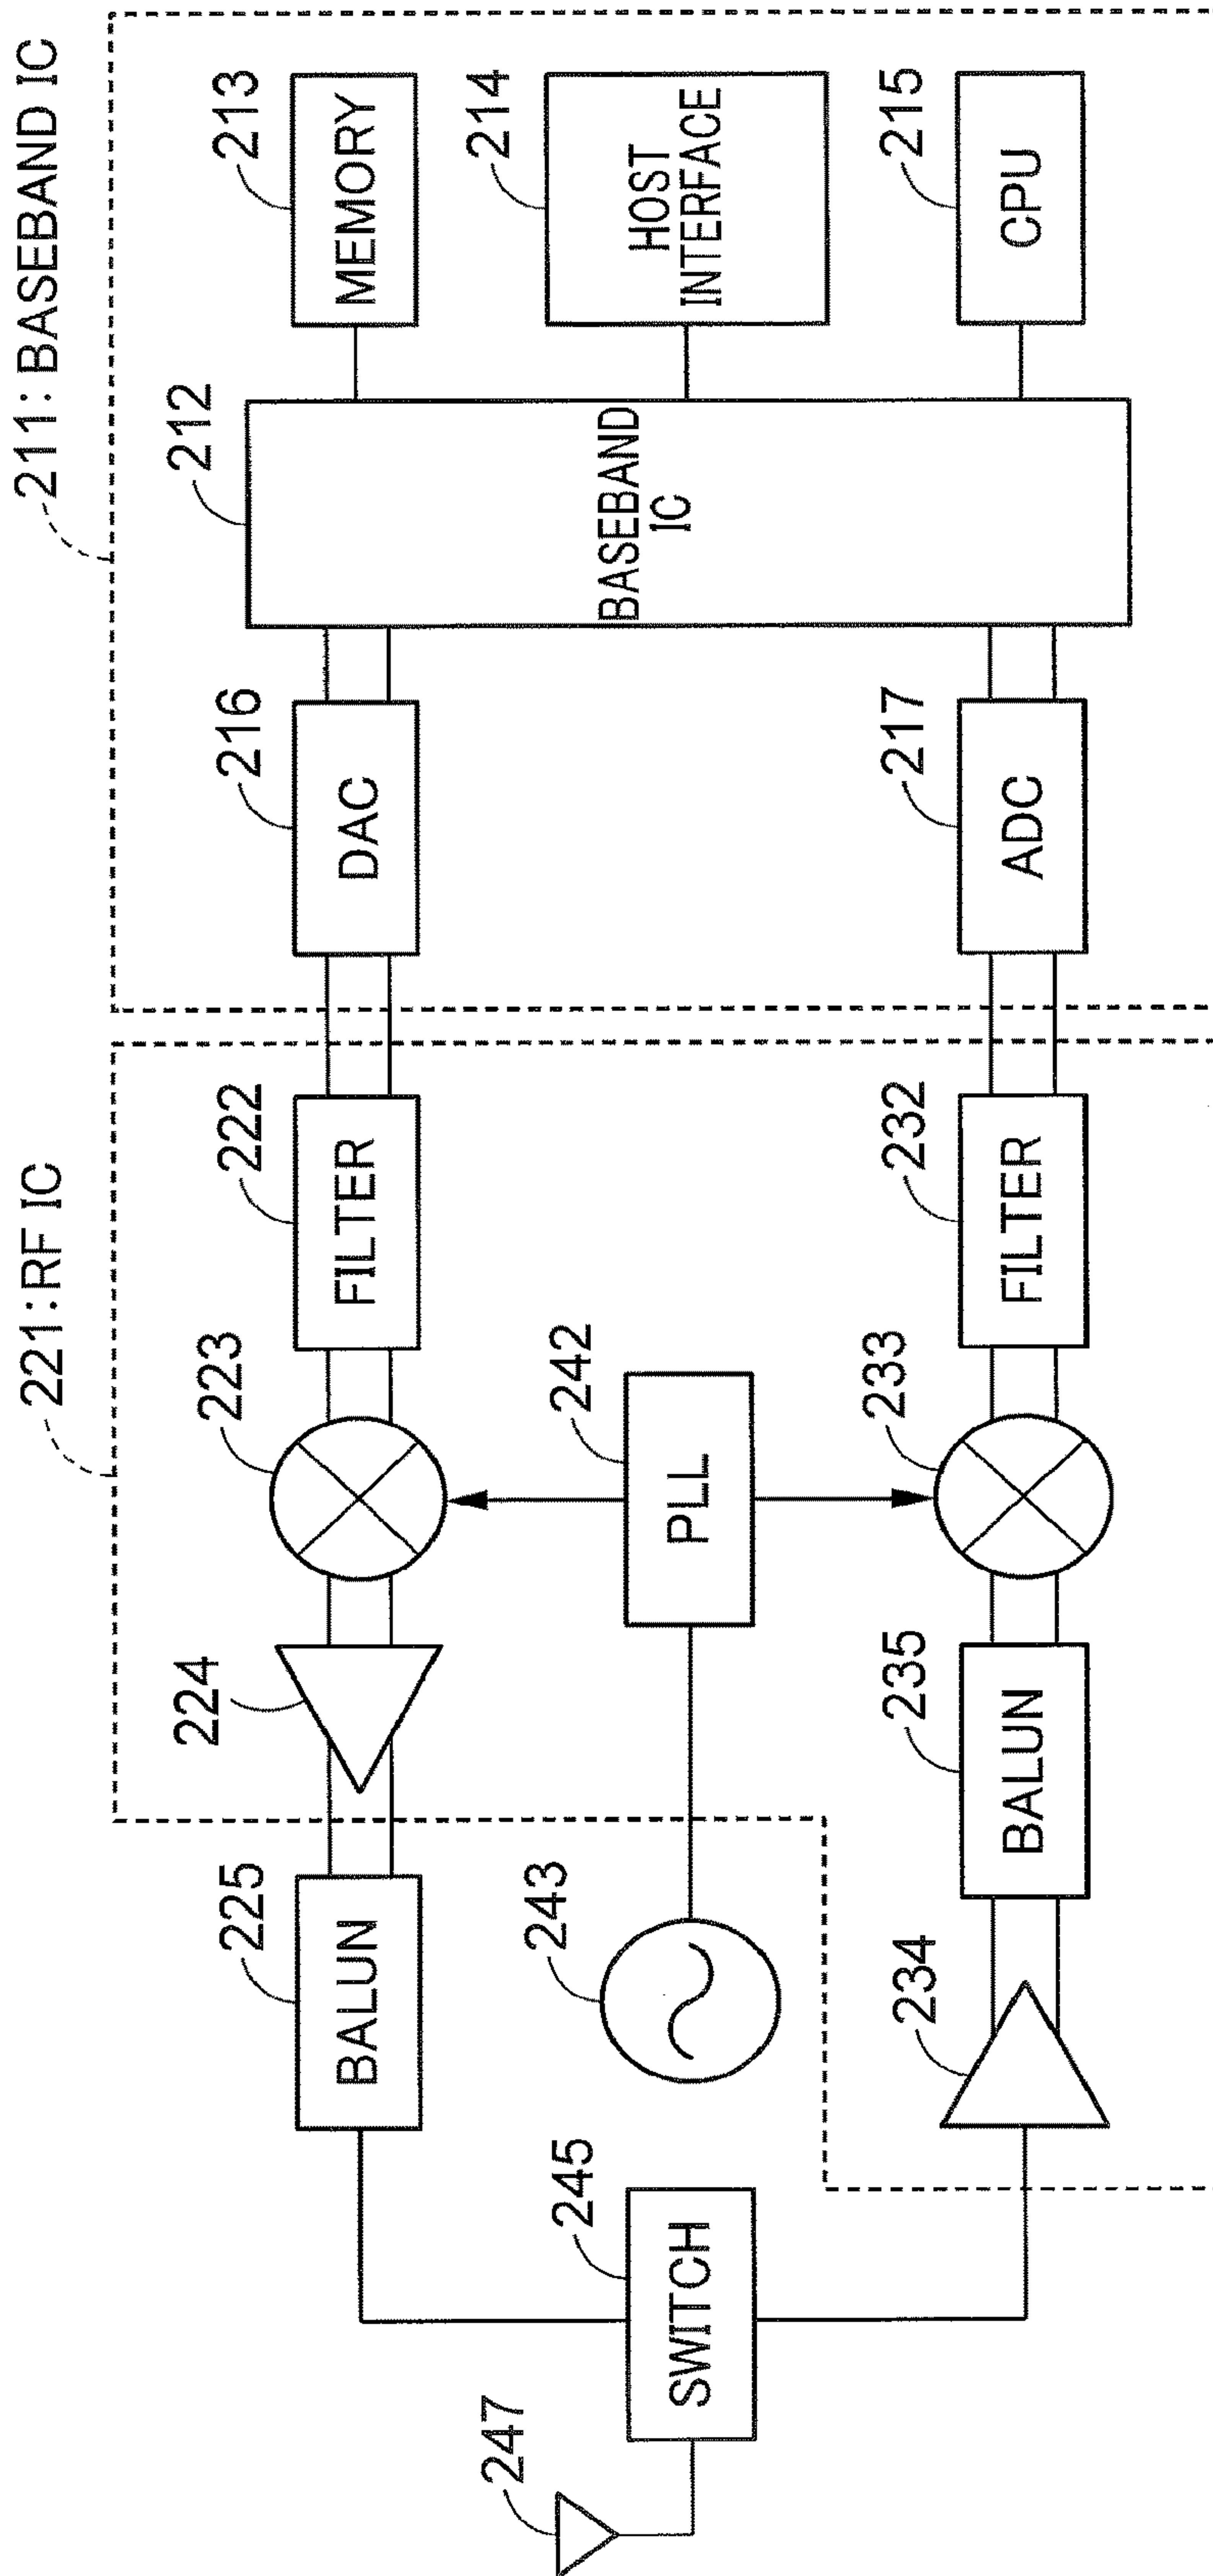 211: BASEBAND IC
221: RF IC
247
245
SWITCH
225
BALUN
224
223
222
FILTER
216
DAC
212
BASEBAND
IC
213
MEMORY
214
HOST
INTERFACE
215
CPU
243
242
PLL
234
235
BALUN
233
232
FILTER
217
ADC